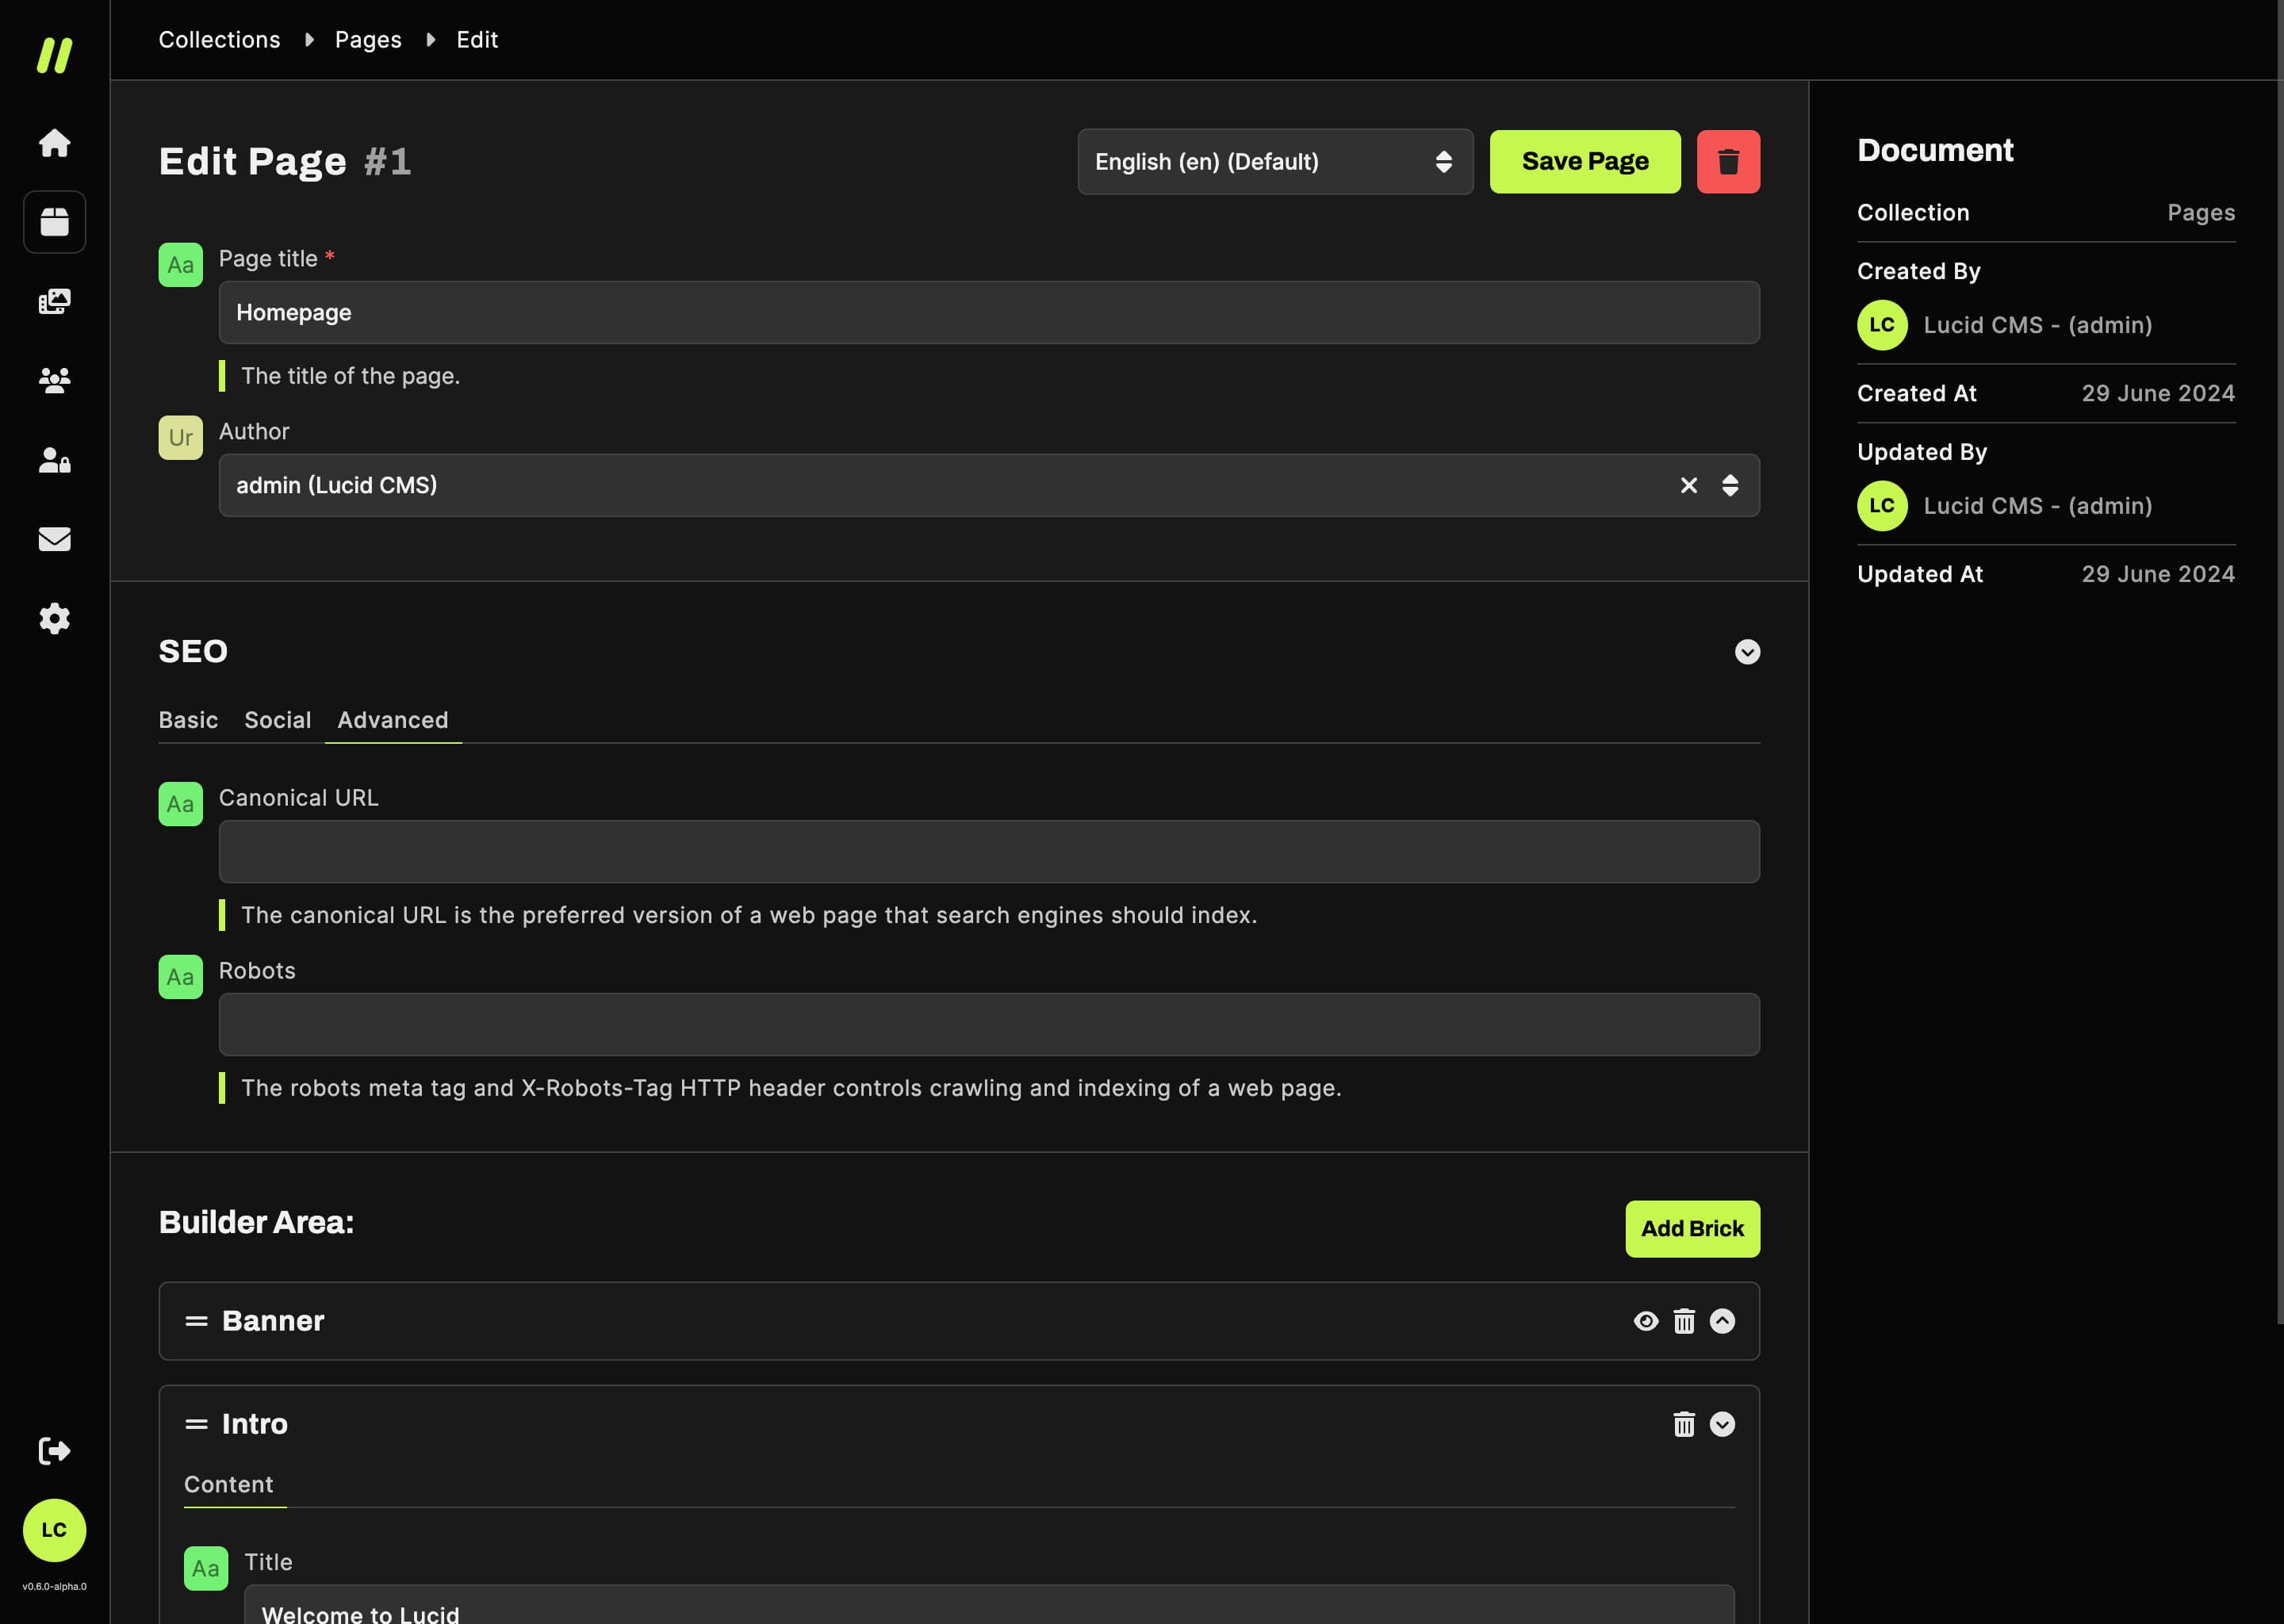 Collections Pages Edit
Edit Page #1
English (en) (Default)
Save Page
Aa
Page title *
Homepage
The title of the page.
Ur
Author
admin (Lucid CMS)
SEO
Basic Social Advanced
Aa
Canonical URL
The canonical URL is the preferred version of a web page that search engines should index.
Aa
Robots
The robots meta tag and X-Robots-Tag HTTP header controls crawling and indexing of a web page.
Builder Area:
Add Brick
Banner
Intro
Content
Aa
Title
Welcome to Lucid
Document
Collection Pages
Created By
LC Lucid CMS - (admin)
Created At 29 June 2024
Updated By
LC Lucid CMS - (admin)
Updated At 29 June 2024
LC
v0.6.0-alpha.0